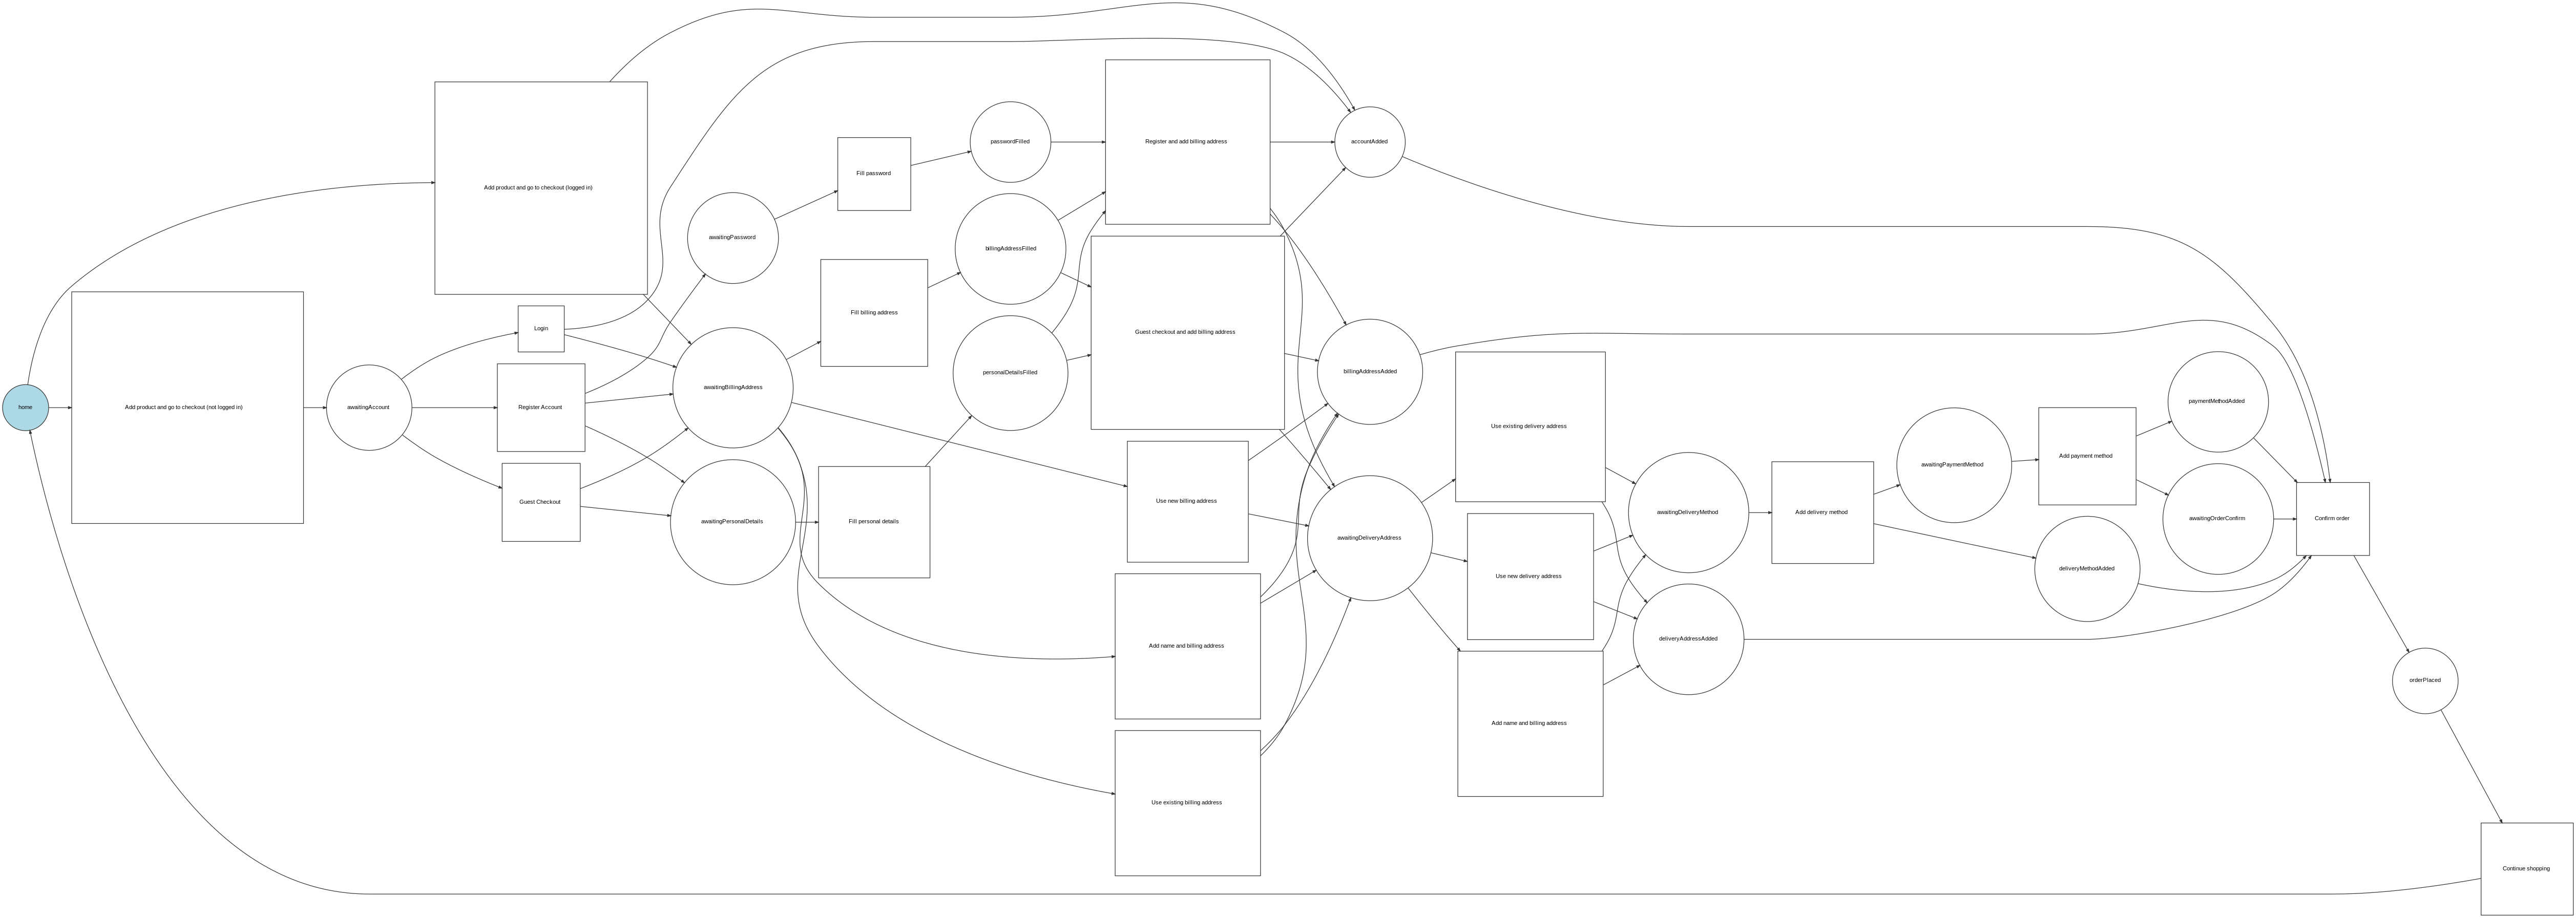 home
Add product and go to checkout (not logged in)
awaitingAccount
Add product and go to checkout (logged in)
Login
Register Account
Guest Checkout
awaitingPassword
awaitingBillingAddress
awaitingPersonalDetails
Fill password
Fill billing address
Fill personal details
passwordFilled
billingAddressFilled
personalDetailsFilled
Register and add billing address
Guest checkout and add billing address
Use new billing address
Add name and billing address
Use existing billing address
accountAdded
billingAddressAdded
awaitingDeliveryAddress
Use existing delivery address
Use new delivery address
Add name and billing address
awaitingDeliveryMethod
deliveryAddressAdded
Add delivery method
awaitingPaymentMethod
deliveryMethodAdded
Add payment method
paymentMethodAdded
awaitingOrderConfirm
Confirm order
orderPlaced
Continue shopping